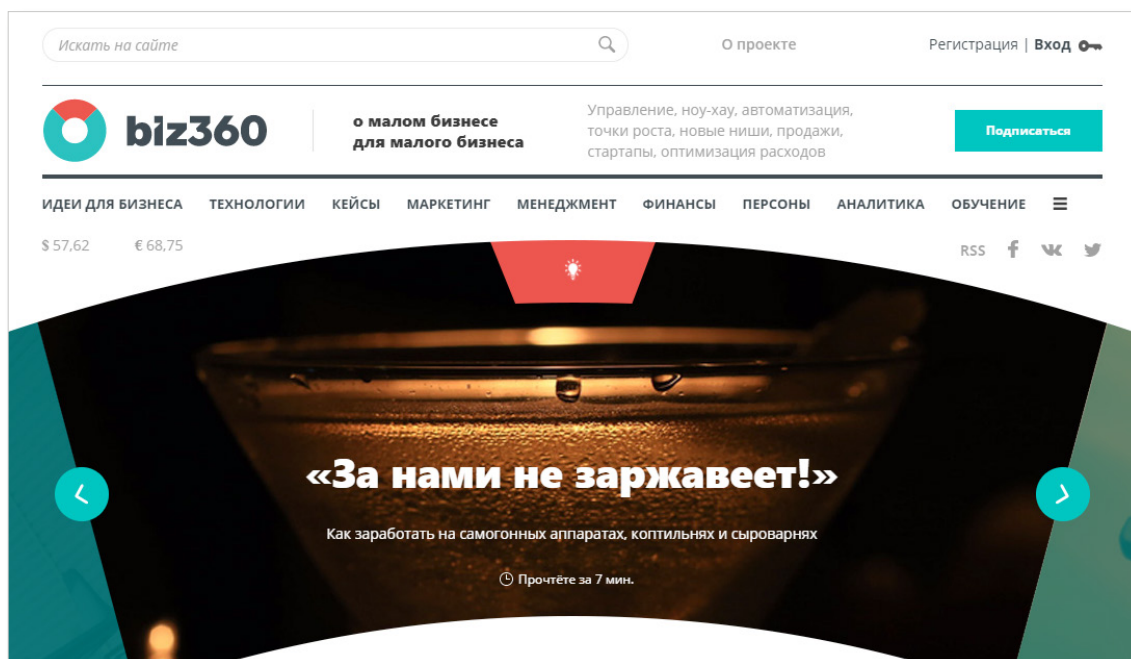 Искать на сайте
О проекте
Регистрация | Вход
biz360
о малом бизнесе
для малого бизнеса
Управление, ноу-хау, автоматизация,
точки роста, новые ниши, продажи,
стартапы, оптимизация расходов
Подписаться
ИДЕИ ДЛЯ БИЗНЕСА ТЕХНОЛОГИИ КЕЙСЫ МАРКЕТИНГ МЕНЕДЖМЕНТ ФИНАНСЫ ПЕРСОНЫ АНАЛИТИКА ОБУЧЕНИЕ
$ 57,62 € 68,75
RSS
«За нами не заржавеет!»
Как заработать на самогонных аппаратах, коптильнях и сыроварнях
Прочтёте за 7 мин.